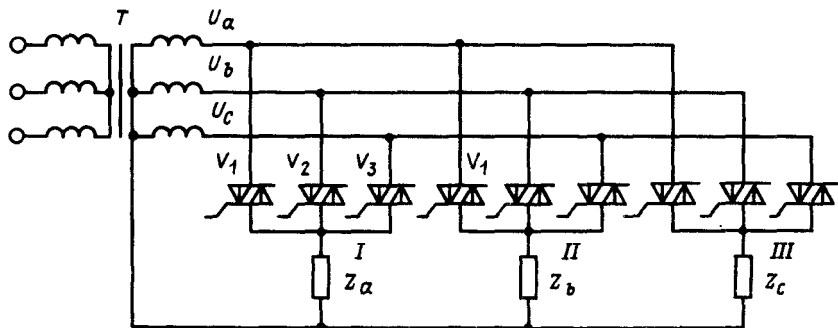 T
U_a
U_b
U_c
V_1 V_2 V_3 V_1
I II III
Z_a Z_b Z_c